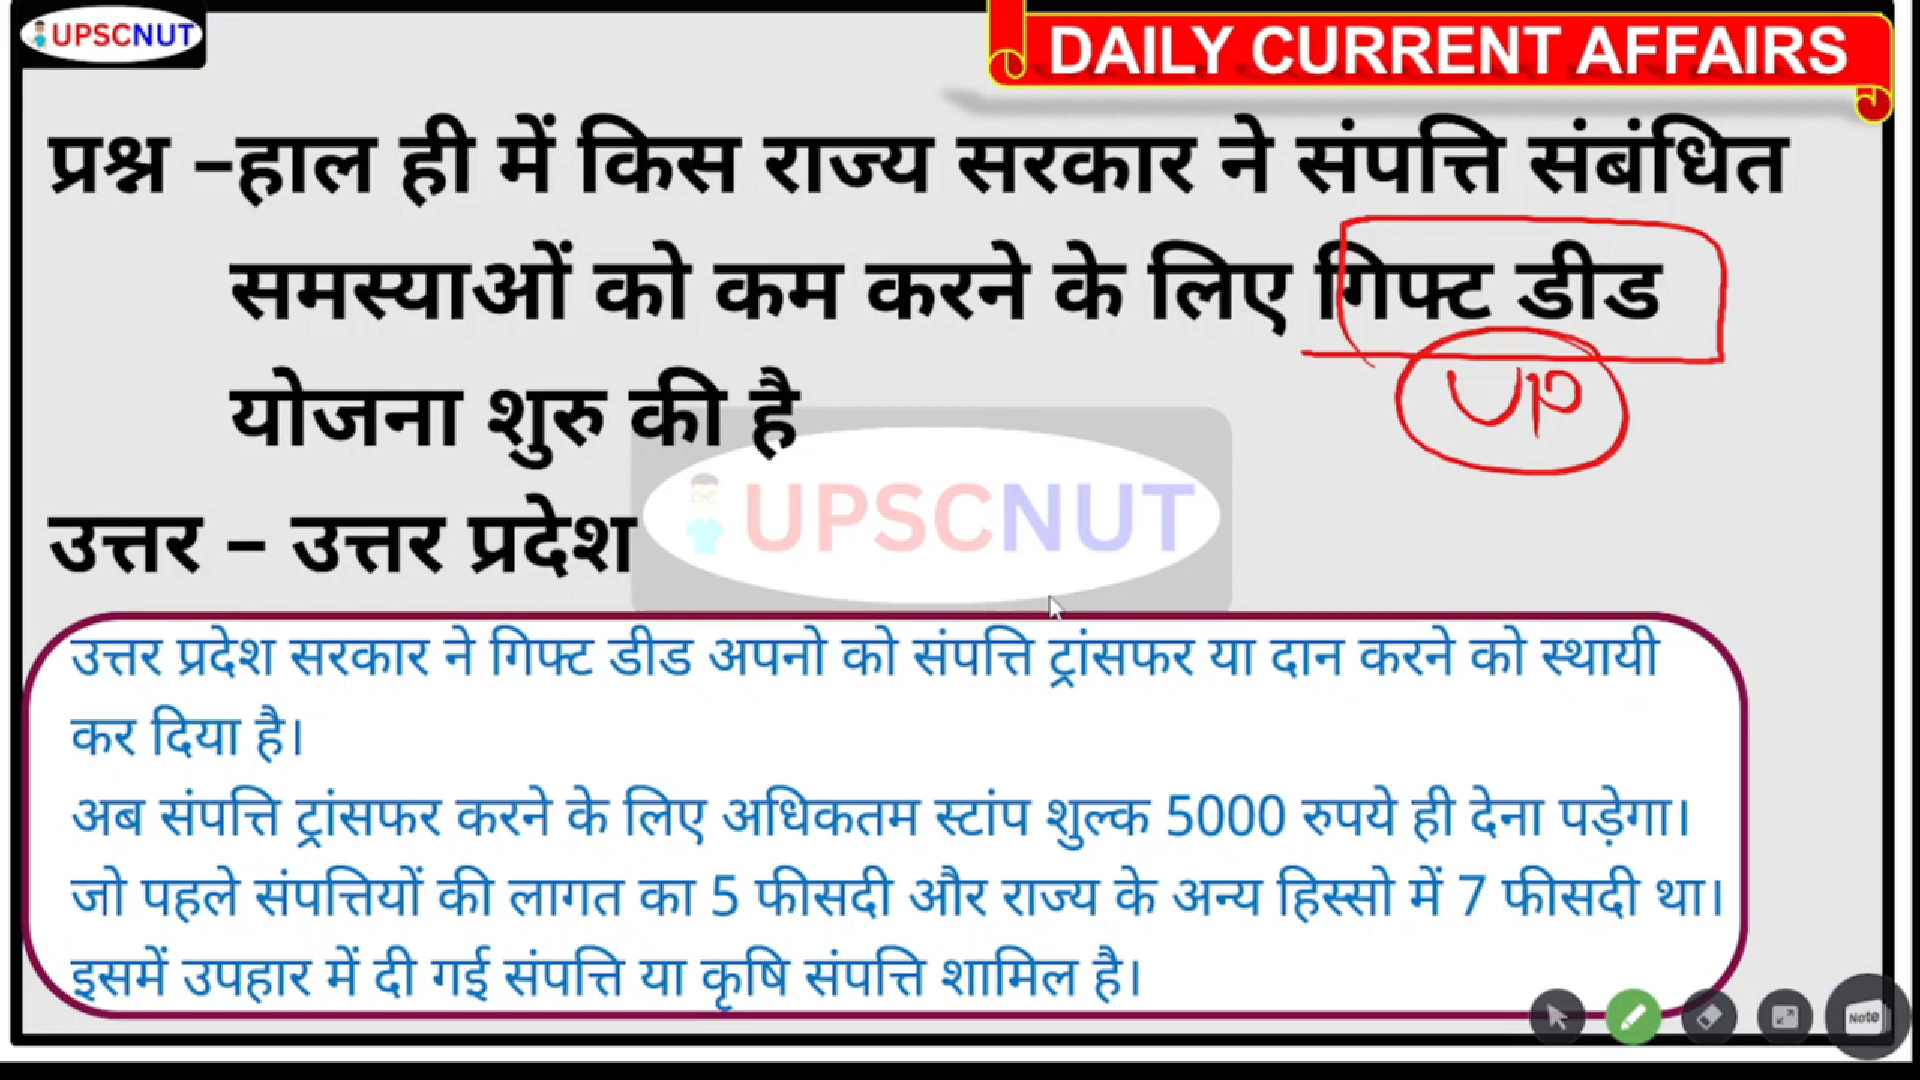 UPSCNUT
DAILY CURRENT AFFAIRS
प्रश्न –हाल ही में किस राज्य सरकार ने संपत्ति संबंधित
समस्याओं को कम करने के लिए गिफ्ट डीड
UP
योजना शुरु की है
UPSCNUT
उत्तर – उत्तर प्रदेश
उत्तर प्रदेश सरकार ने गिफ्ट डीड अपनो को संपत्ति ट्रांसफर या दान करने को स्थायी
कर दिया है।
अब संपत्ति ट्रांसफर करने के लिए अधिकतम स्टांप शुल्क 5000 रुपये ही देना पड़ेगा।
जो पहले संपत्तियों की लागत का 5 फीसदी और राज्य के अन्य हिस्सो में 7 फीसदी था।
इसमें उपहार में दी गई संपत्ति या कृषि संपत्ति शामिल है।
Note